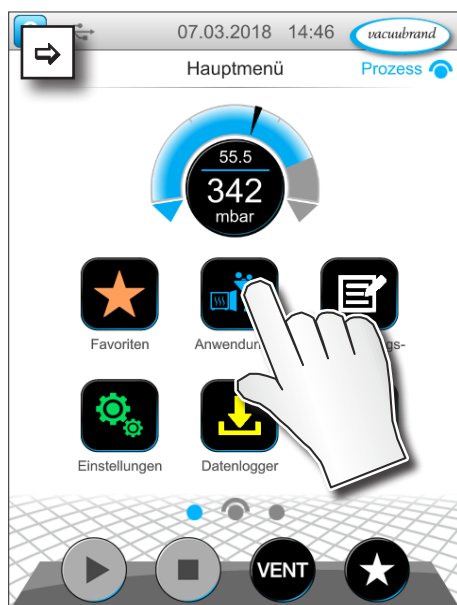 07.03.2018 14:46 vacuubrand
Hauptmenü Prozess
55.5
342
mbar
Favoriten
Einstellungen Datenlogger
VENT